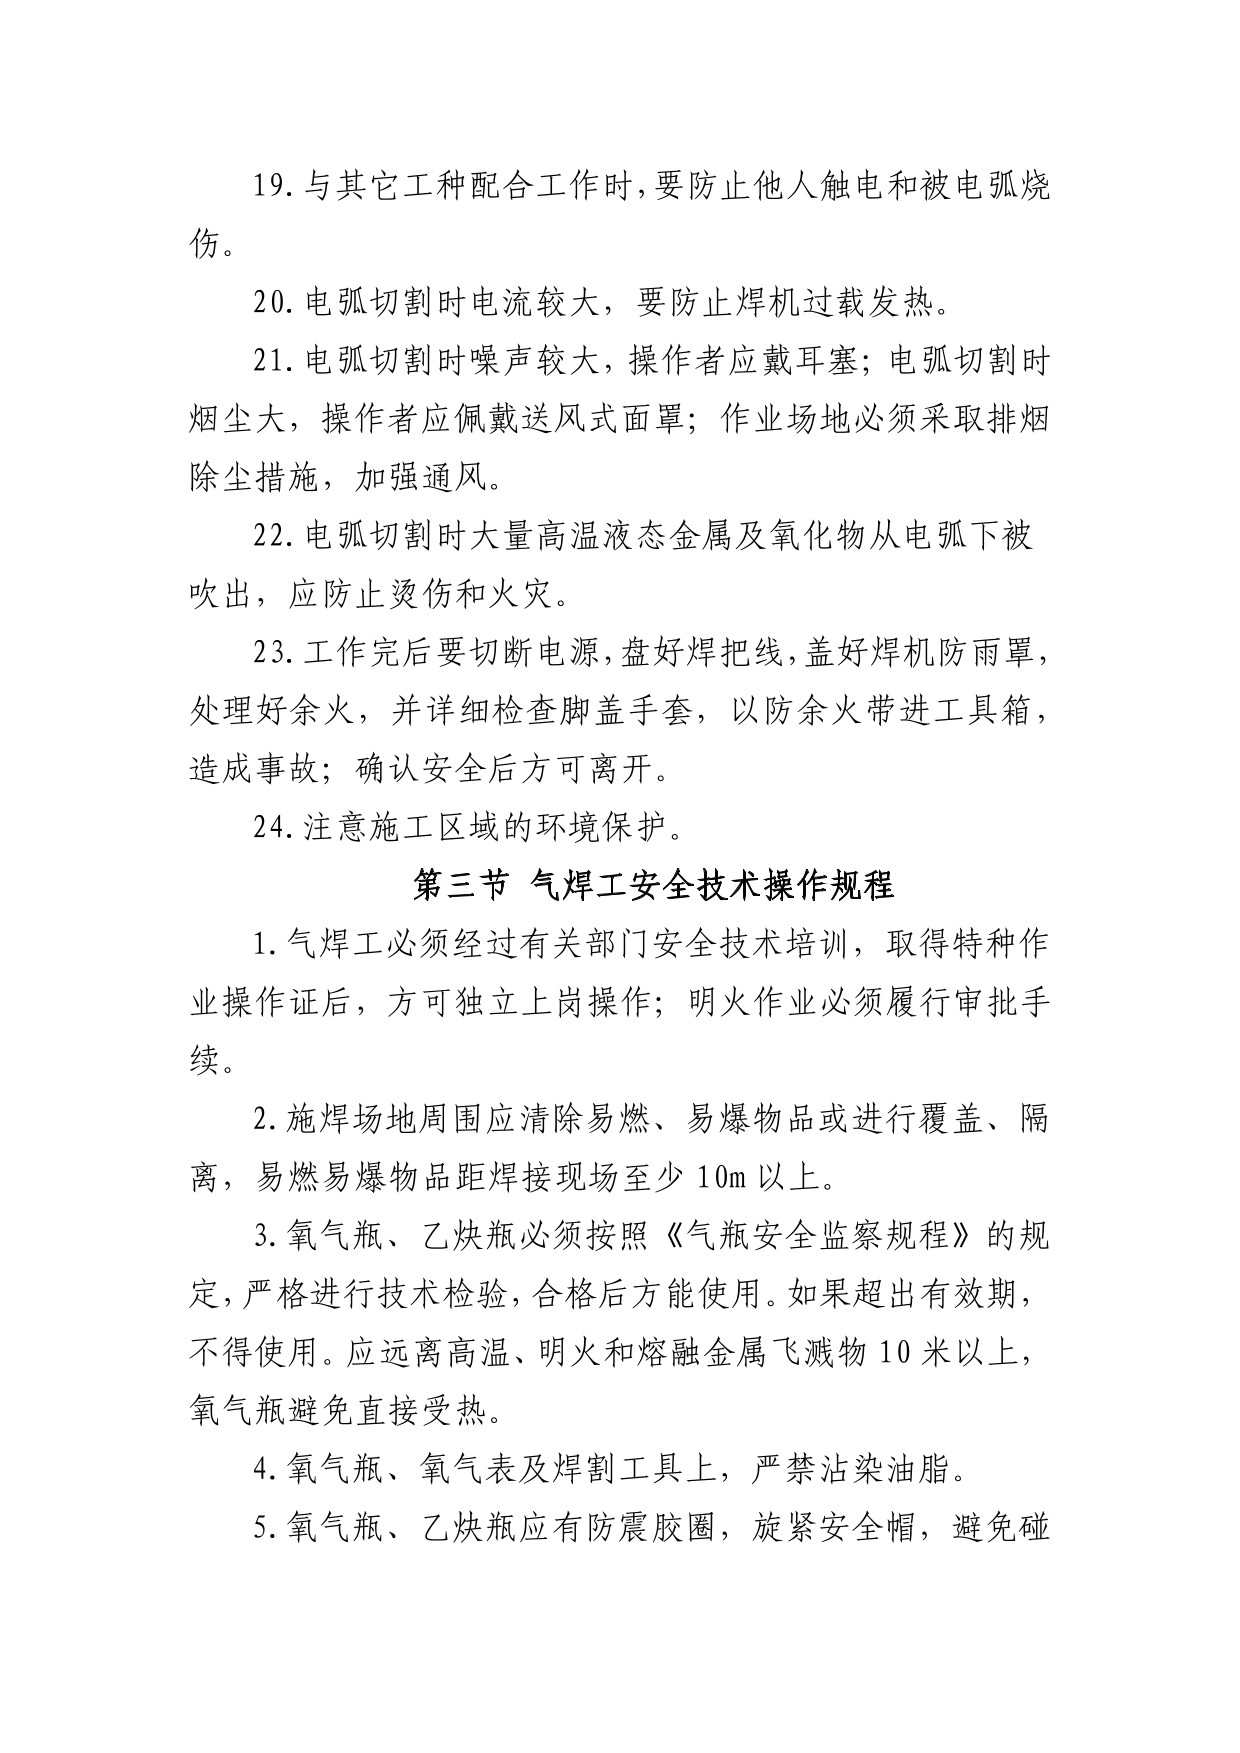 19.与其它工种配合工作时,要防止他人触电和被电弧烧
伤。
20.电弧切割时电流较大，要防止焊机过载发热。
21.电弧切割时噪声较大,操作者应戴耳塞;电弧切割时
烟尘大，操作者应佩戴送风式面罩；作业场地必须采取排烟
除尘措施，加强通风。
22.电弧切割时大量高温液态金属及氧化物从电弧下被
吹出，应防止烫伤和火灾。
23.工作完后要切断电源,盘好焊把线,盖好焊机防雨罩，
处理好余火，并详细检查脚盖手套，以防余火带进工具箱，
造成事故；确认安全后方可离开。
24.注意施工区域的环境保护。
第三节 气焊工安全技术操作规程
1.气焊工必须经过有关部门安全技术培训，取得特种作
业操作证后，方可独立上岗操作；明火作业必须履行审批手
续。
2.施焊场地周围应清除易燃、易爆物品或进行覆盖、隔
离，易燃易爆物品距焊接现场至少 10m 以上。
3.氧气瓶、乙炔瓶必须按照《气瓶安全监察规程》的规
定,严格进行技术检验,合格后方能使用。如果超出有效期，
不得使用。应远离高温、明火和熔融金属飞溅物 10 米以上，
氧气瓶避免直接受热。
4.氧气瓶、氧气表及焊割工具上，严禁沾染油脂。
5.氧气瓶、乙炔瓶应有防震胶圈，旋紧安全帽，避免碰